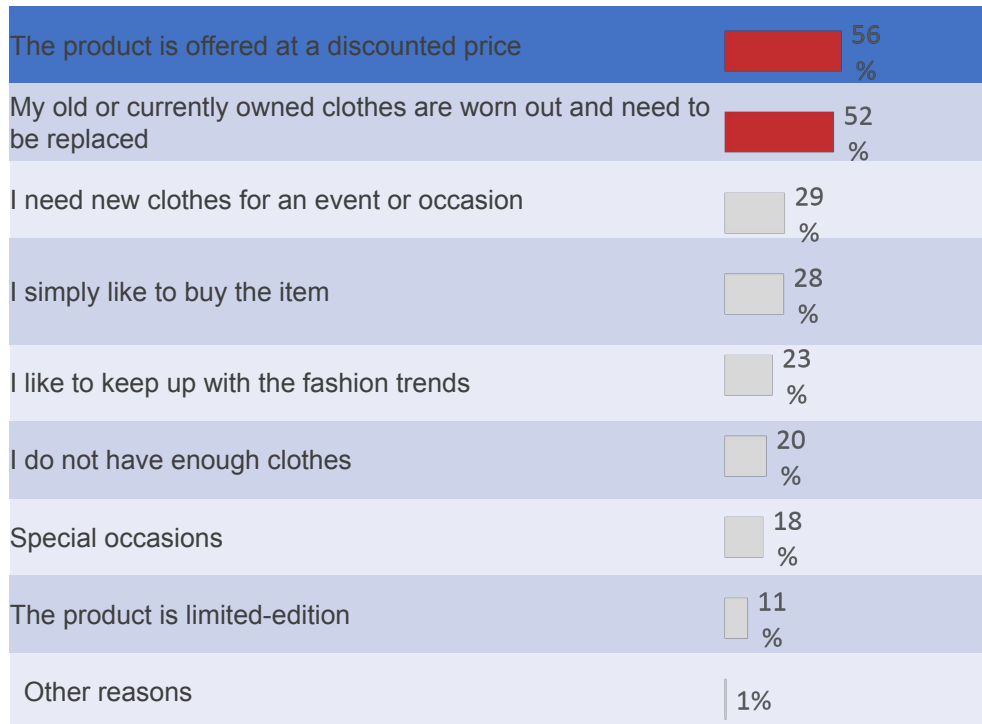 The product is offered at a discounted price
56
%
My old or currently owned clothes are worn out and need to
be replaced
52
%
I need new clothes for an event or occasion
29
%
I simply like to buy the item
28
%
I like to keep up with the fashion trends
23
%
I do not have enough clothes
20
%
Special occasions
18
%
The product is limited-edition
11
%
Other reasons
1%